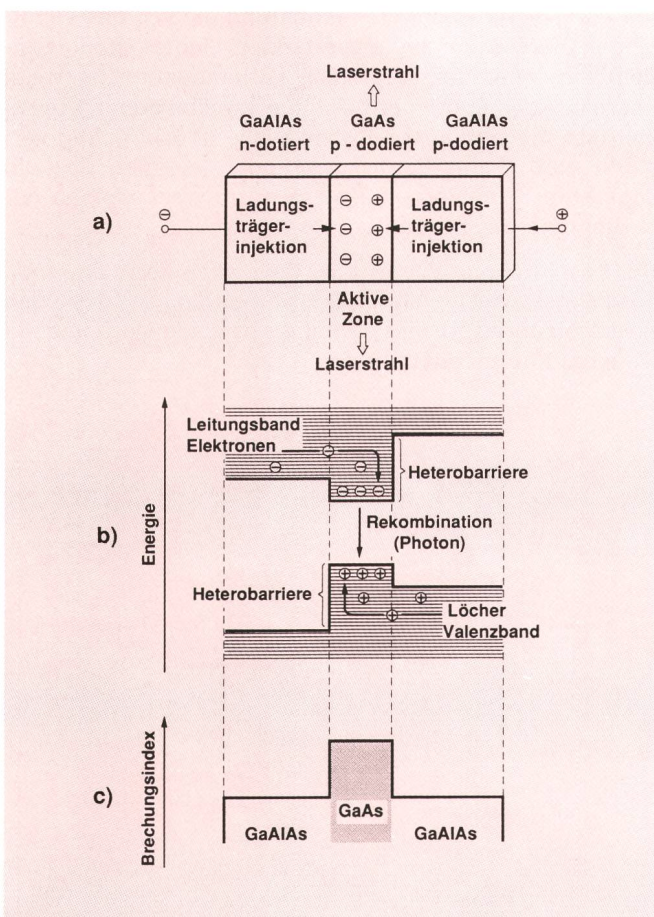 Laserstrahl
GaAlAs GaAs GaAlAs
n-dotiert p - dodiert p-dodiert
a)
⊖ ⊖ ⊕ ⊕
Ladungs-
träger-
injektion
⊖ ⊕
⊖ ⊕
Ladungs-
träger-
injektion
Aktive
Zone
Laserstrahl
b)
Energie
Leitungsband
Elektronen
⊖
⊖ ⊖
⊖ ⊖ ⊖
Heterobarriere
Rekombination
(Photon)
Heterobarriere
⊕ ⊕ ⊕
⊕ ⊕
⊕
Löcher
Valenzband
c)
Brechungsindex
GaAs
GaAlAs GaAlAs